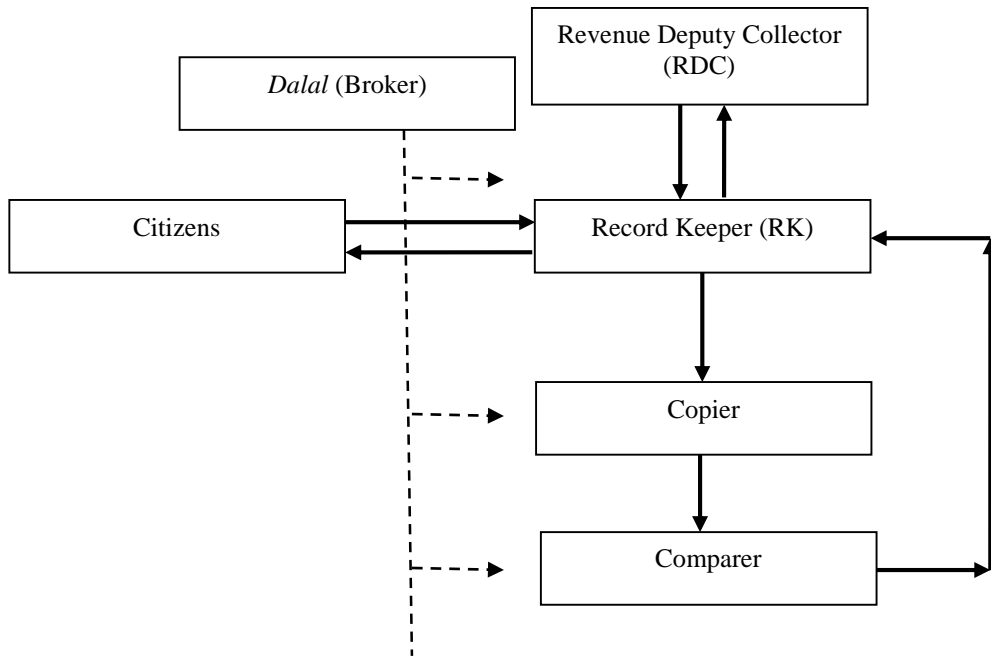 Revenue Deputy Collector
(RDC)
Dalal (Broker)
Citizens
Record Keeper (RK)
Copier
Comparer